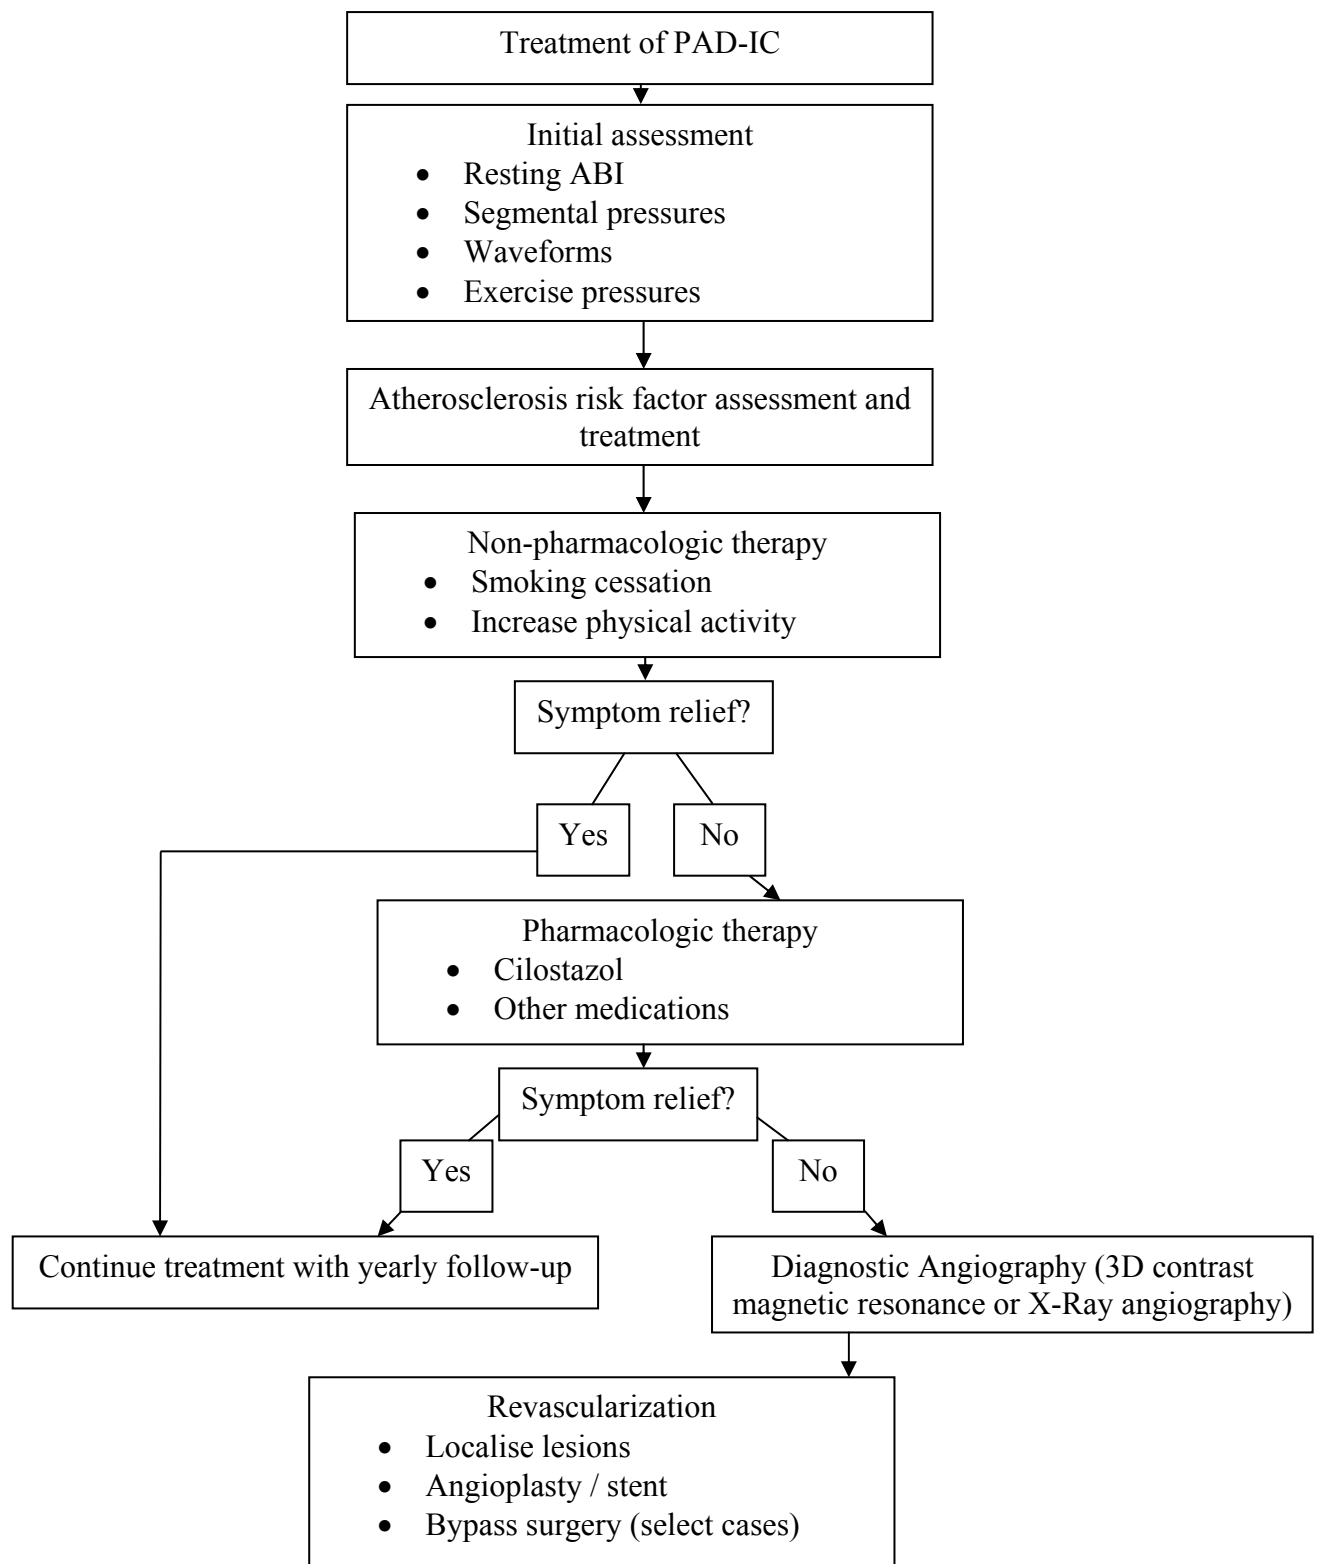 Treatment of PAD-IC
Initial assessment
• Resting ABI
• Segmental pressures
• Waveforms
• Exercise pressures
Atherosclerosis risk factor assessment and
treatment
Non-pharmacologic therapy
• Smoking cessation
• Increase physical activity
Symptom relief?
Yes
No
Pharmacologic therapy
• Cilostazol
• Other medications
Symptom relief?
Yes
No
Continue treatment with yearly follow-up
Diagnostic Angiography (3D contrast
magnetic resonance or X-Ray angiography)
Revascularization
• Localise lesions
• Angioplasty / stent
• Bypass surgery (select cases)